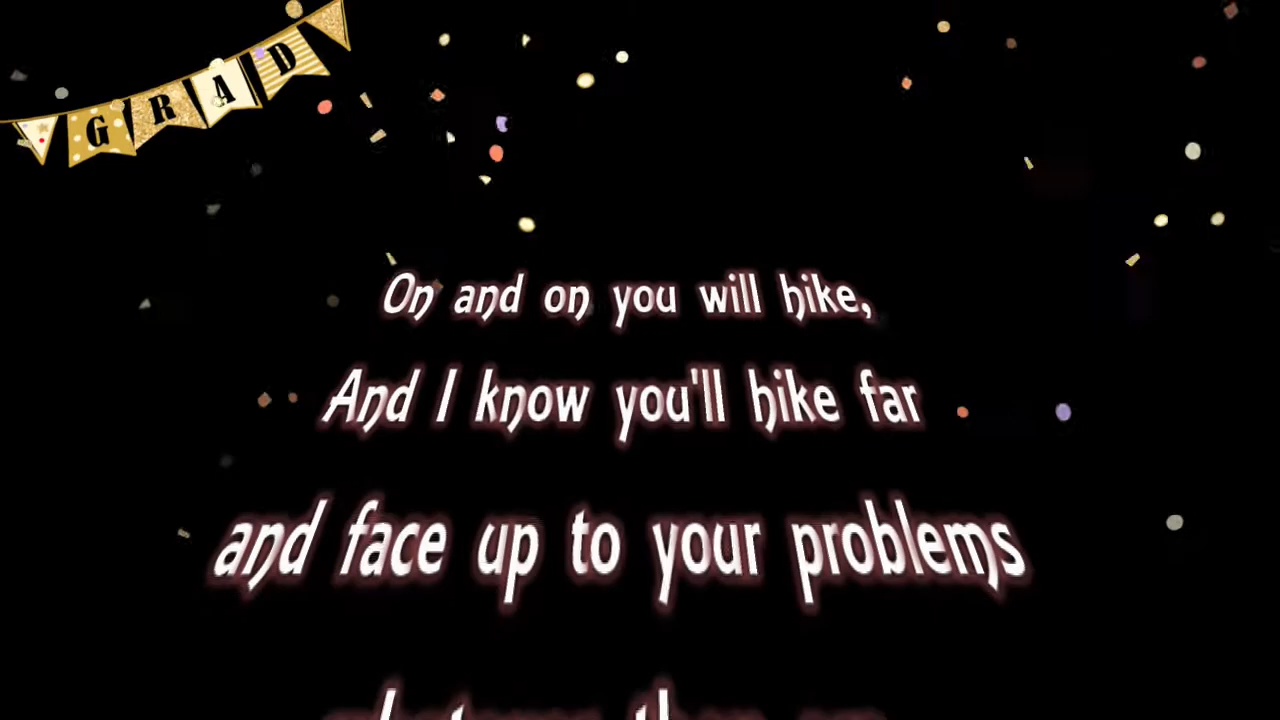 GRAD
On and on you will hike,
And I know you'll hike far
and face up to your problems